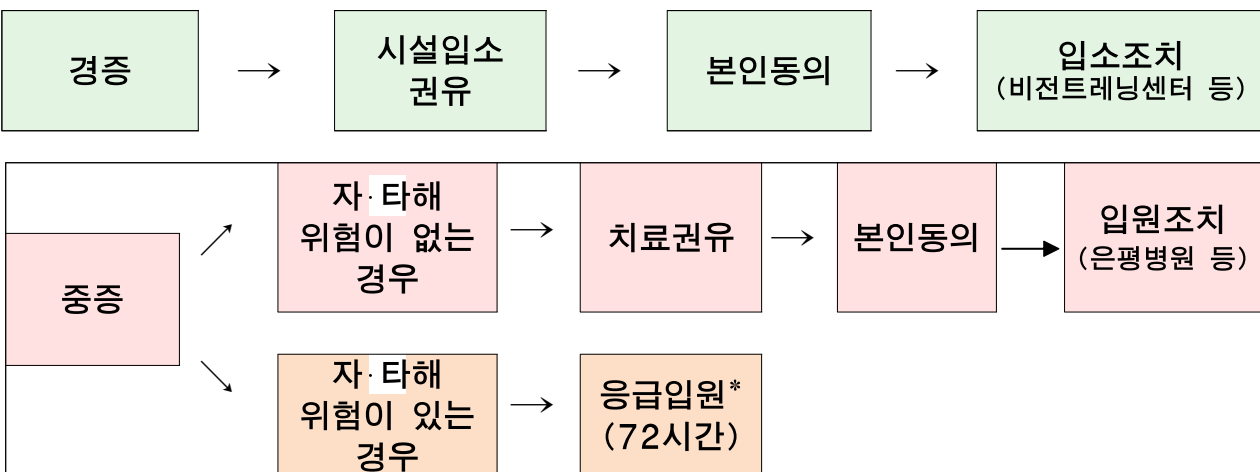 경증
→
시설입소
권유
→
본인동의
→
입소조치
(비전트레닝센터 등)
중증
↗
자·타해
위험이 없는
경우
→
치료권유
→
본인동의
→
입원조치
(은평병원 등)
↘
자·타해
위험이 있는
경우
→
응급입원*
(72시간)